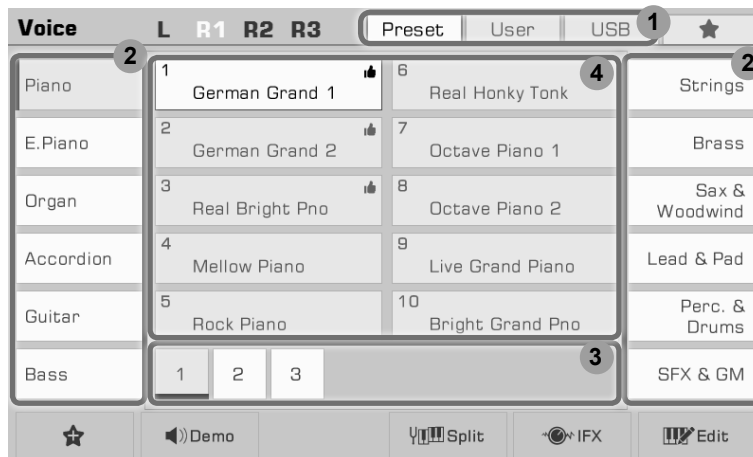 Voice L R1 R2 R3 Preset User USB 1
2 2
Piano
E.Piano
Organ
Accordion
Guitar
Bass
1 German Grand 1
2 German Grand 2
3 Real Bright Pno
4 Mellow Piano
5 Rock Piano
4
6 Real Honky Tonk
7 Octave Piano 1
8 Octave Piano 2
9 Live Grand Piano
10 Bright Grand Pno
Strings
Brass
Sax &
Woodwind
Lead & Pad
Perc. &
Drums
SFX & GM
1 2 3 3
Demo Split IFX Edit